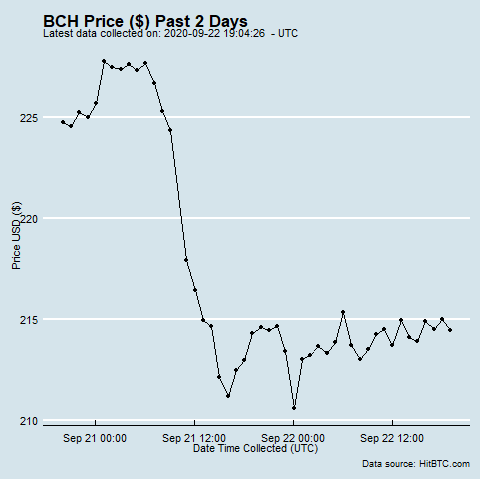 BCH Price ($) Past 2 Days
Latest data collected on: 2020-09-22 19:04:26 - UTC
225
220
215
210
Price USD ($)
Sep 21 00:00 Sep 21 12:00 Sep 22 00:00 Sep 22 12:00
Date Time Collected (UTC)
Data source: HitBTC.com